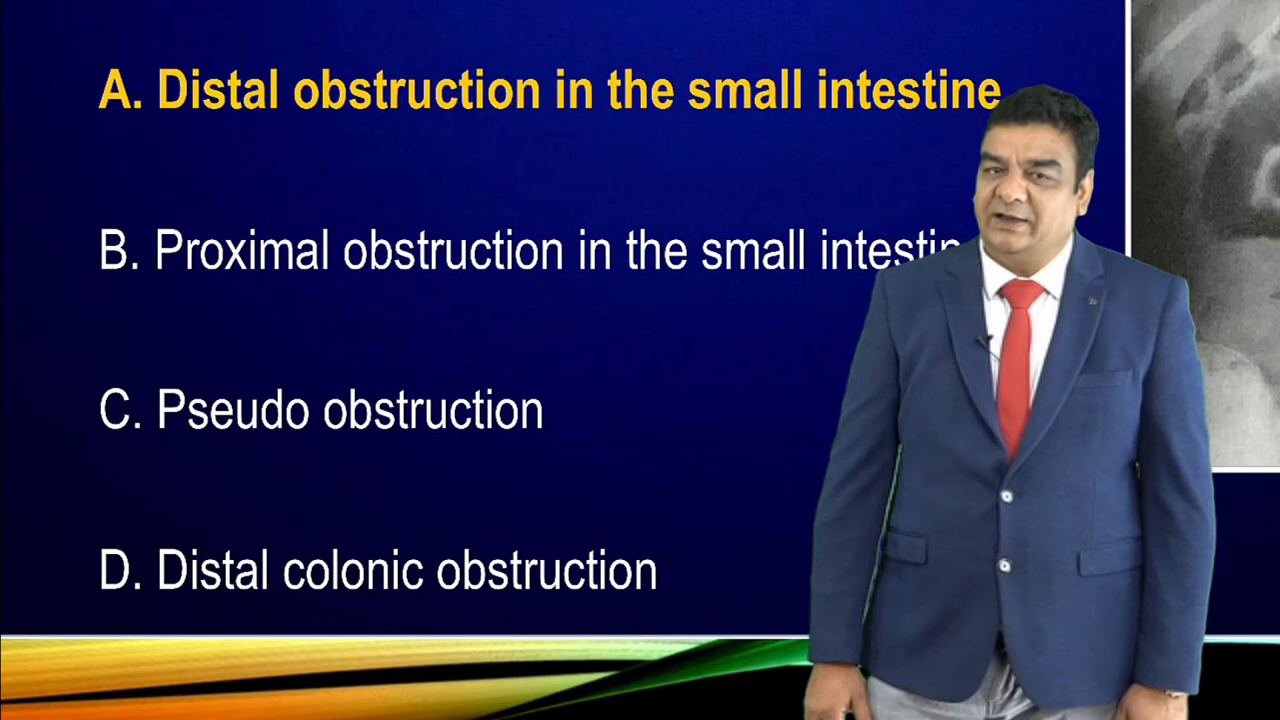 A. Distal obstruction in the small intestine
B. Proximal obstruction in the small
C. Pseudo obstruction
D. Distal colonic obstruction